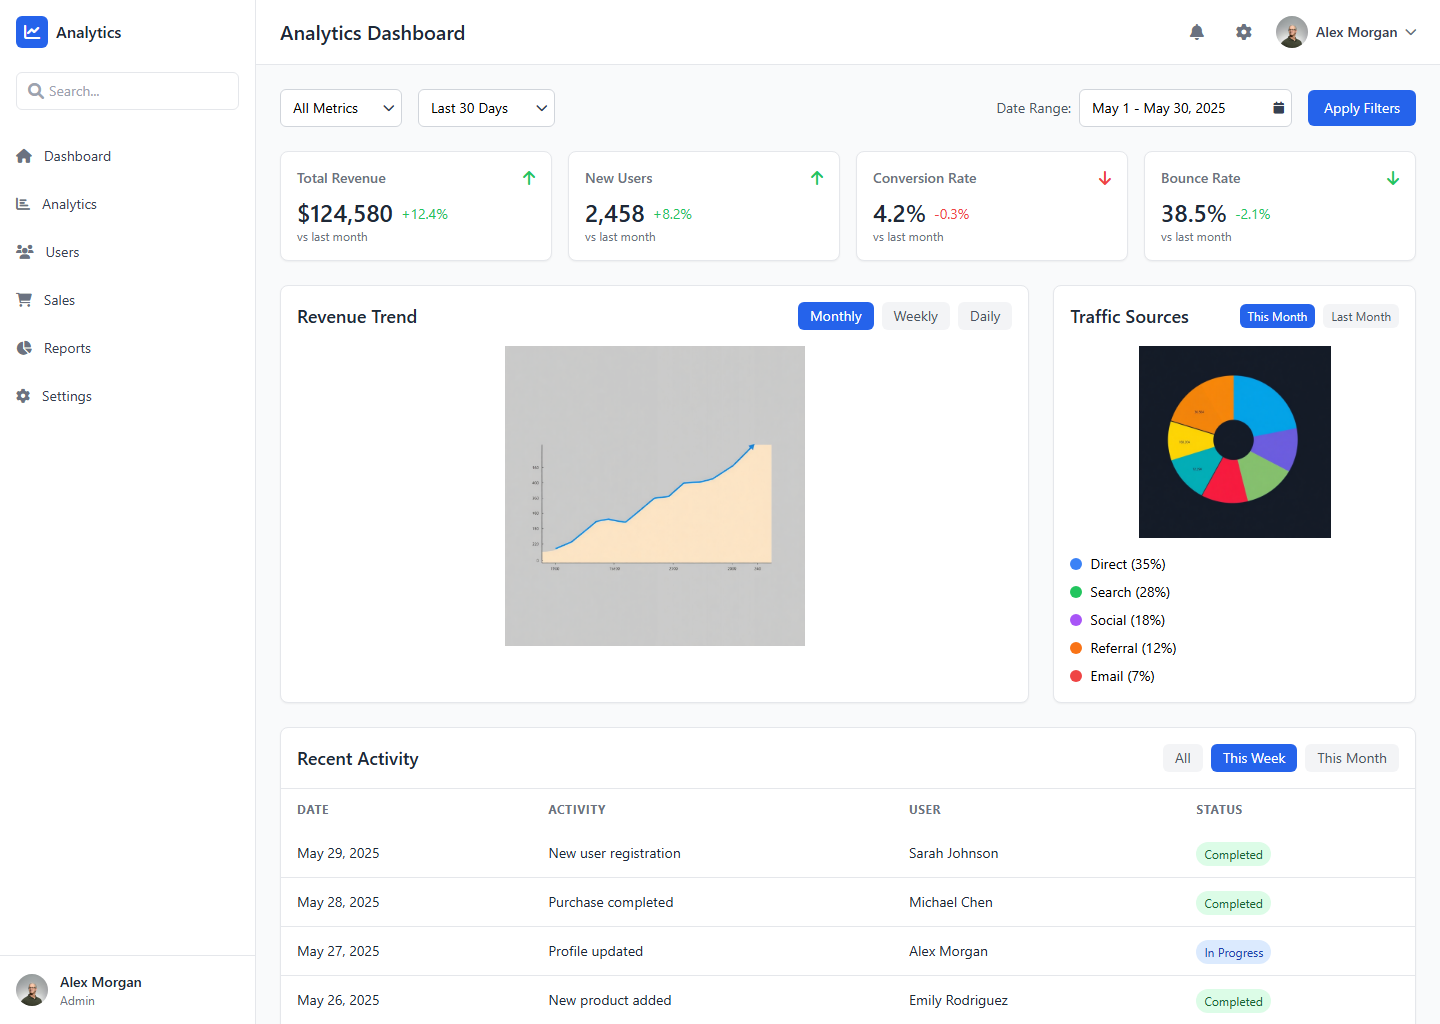 Analytics
Search...
Dashboard
Analytics
Users
Sales
Reports
Settings
Alex Morgan
Admin
Analytics Dashboard
Alex Morgan
All Metrics
Last 30 Days
Date Range:
May 1 - May 30, 2025
Apply Filters
Total Revenue
$124,580 +12.4%
vs last month
New Users
2,458 +8.2%
vs last month
Conversion Rate
4.2% -0.3%
vs last month
Bounce Rate
38.5% -2.1%
vs last month
Revenue Trend
Monthly Weekly Daily
Traffic Sources
This Month Last Month
Direct (35%)
Search (28%)
Social (18%)
Referral (12%)
Email (7%)
Recent Activity
All This Week This Month
DATE ACTIVITY USER STATUS
May 29, 2025 New user registration Sarah Johnson Completed
May 28, 2025 Purchase completed Michael Chen Completed
May 27, 2025 Profile updated Alex Morgan In Progress
May 26, 2025 New product added Emily Rodriguez Completed